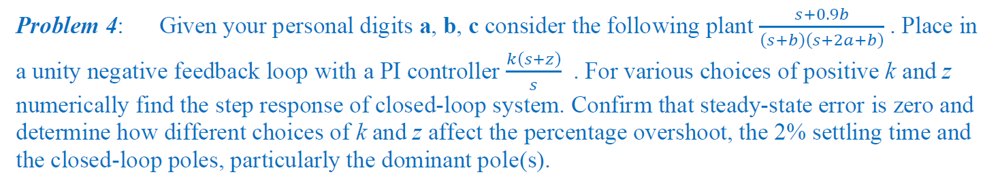 Problem 4: Given your personal digits a, b, c consider the following plant (s+0.9b)/((s+b)(s+2a+b)) . Place in
a unity negative feedback loop with a PI controller k(s+z)/s . For various choices of positive k and z
numerically find the step response of closed-loop system. Confirm that steady-state error is zero and
determine how different choices of k and z affect the percentage overshoot, the 2% settling time and
the closed-loop poles, particularly the dominant pole(s).